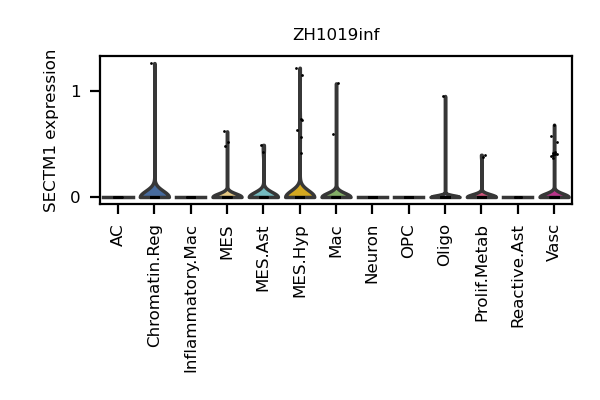 ZH1019inf
SECTM1 expression
1
0
AC
Chromatin.Reg
Inflammatory.Mac
MES
MES.Ast
MES.Hyp
Mac
Neuron
OPC
Oligo
Prolif.Metab
Reactive.Ast
Vasc